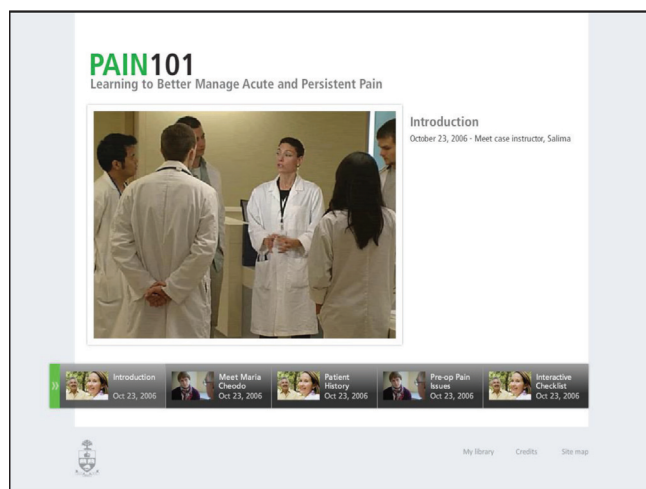 PAIN101
Learning to Better Manage Acute and Persistent Pain
Introduction
October 23, 2006 - Meet case instructor, Salima
Introduction
Oct 23, 2006
Meet Maria
Cheodo
Oct 23, 2006
Patient
History
Oct 23, 2006
Pre-op Pain
Issues
Oct 23, 2006
Interactive
Checklist
Oct 23, 2006
My library
Credits
Site map